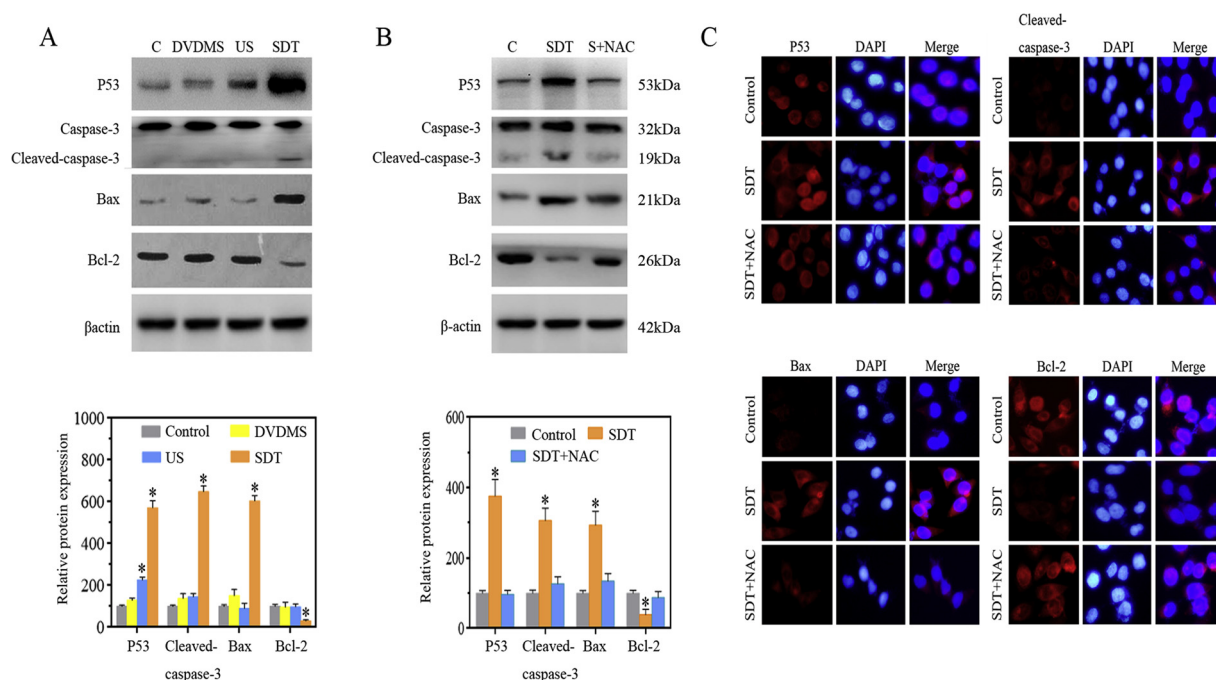 A
C DVDMS US SDT
P53
Caspase-3
Cleaved-caspase-3
Bax
Bcl-2
βactin
B
C SDT S+NAC
P53 53kDa
Caspase-3 32kDa
Cleaved-caspase-3 19kDa
Bax 21kDa
Bcl-2 26kDa
β-actin 42kDa
Relative protein expression
1000
800
600
400
200
0
Control DVDMS
US SDT
* * * * *
P53 Cleaved-caspase-3 Bax Bcl-2
Relative protein expression
600
400
200
0
Control SDT
SDT+NAC
* * * *
P53 Cleaved-caspase-3 Bax Bcl-2
C
P53 DAPI Merge
Control
SDT
SDT+NAC
Cleaved-
caspase-3 DAPI Merge
Control
SDT
SDT+NAC
Bax DAPI Merge
Control
SDT
SDT+NAC
Bcl-2 DAPI Merge
Control
SDT
SDT+NAC